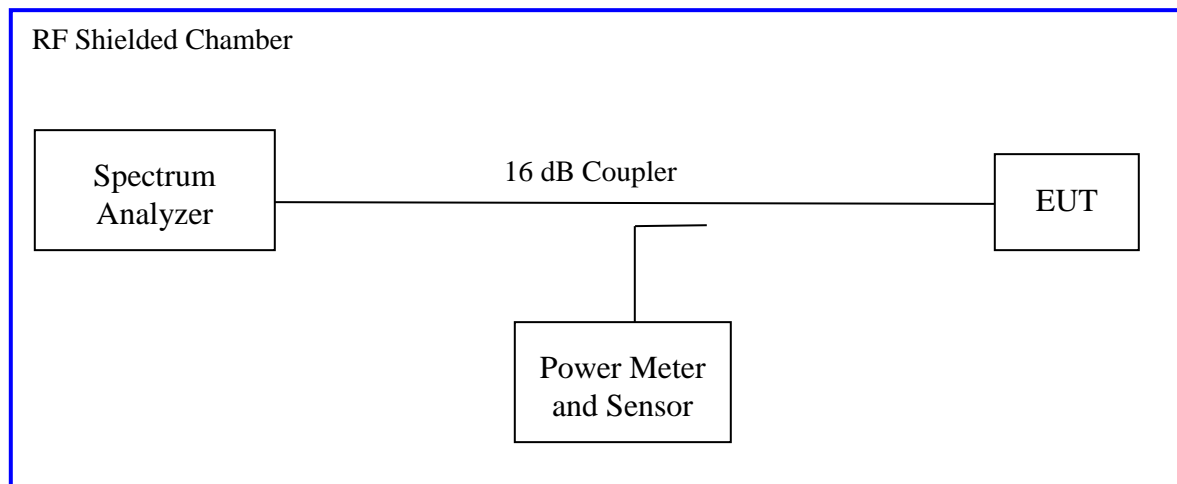 RF Shielded Chamber
Spectrum
Analyzer
16 dB Coupler
EUT
Power Meter
and Sensor